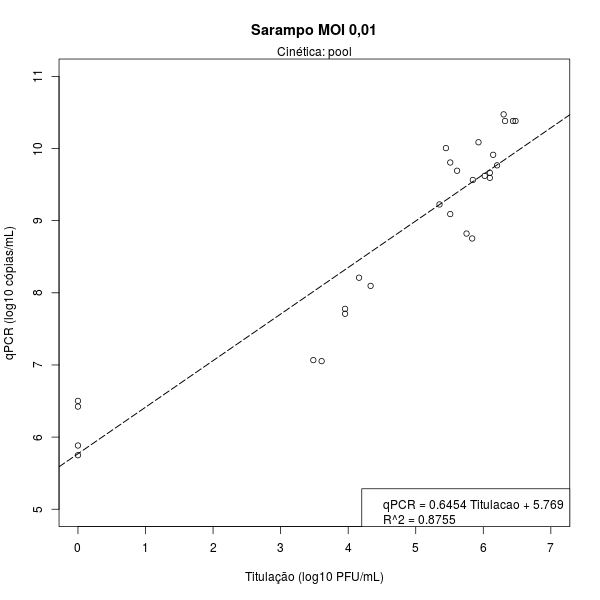 Sarampo MOI 0,01
Cinética: pool
qPCR (log10 cópias/mL)
11
10
9
8
7
6
5
qPCR = 0.6454 Titulacao + 5.769
R^2 = 0.8755
0 1 2 3 4 5 6 7
Titulação (log10 PFU/mL)